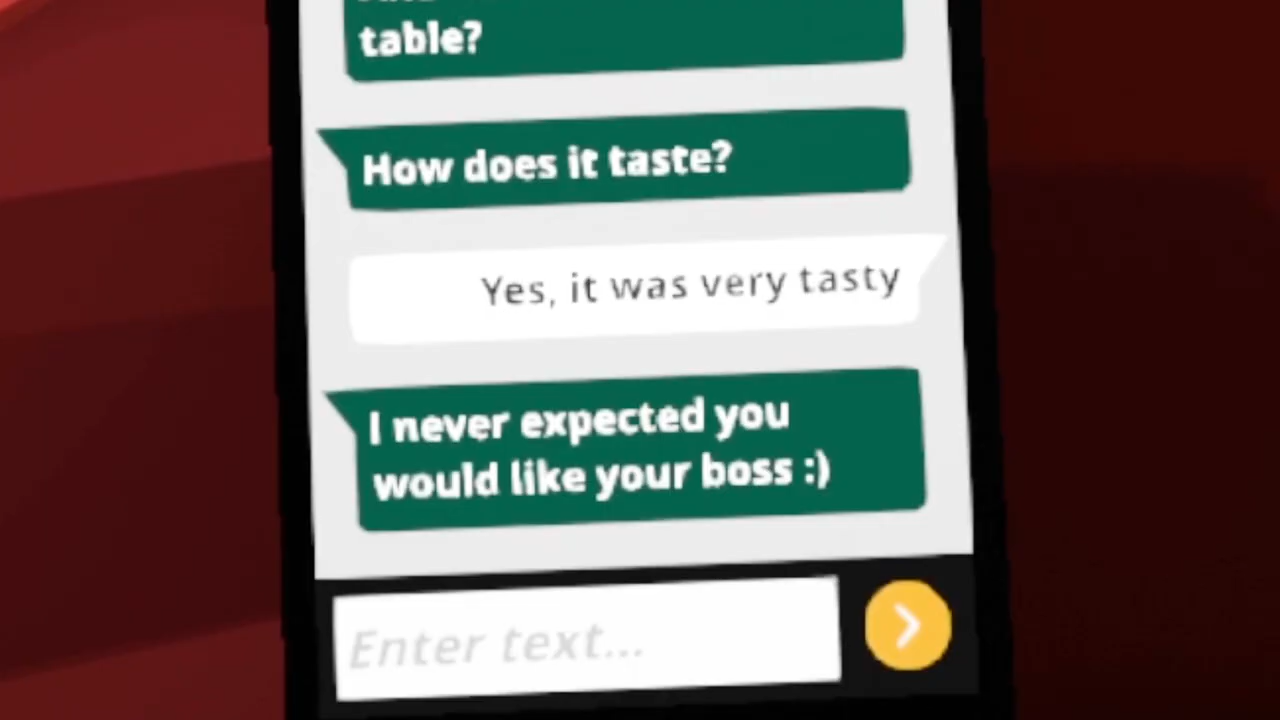 table?
How does it taste?
Yes, it was very tasty
I never expected you
would like your boss :)
Enter text...